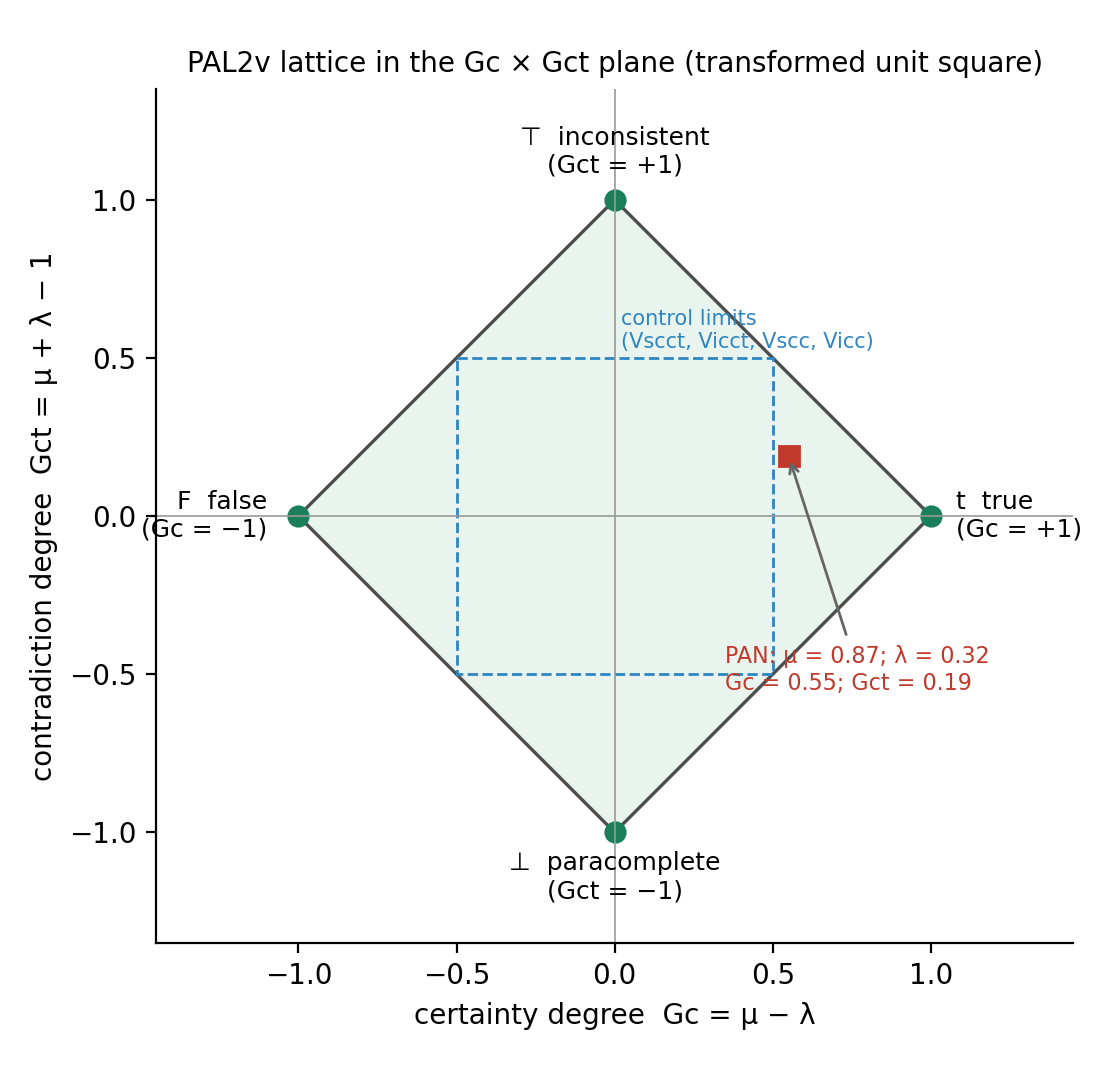 PAL2v lattice in the Gc × Gct plane (transformed unit square)
⊤ inconsistent
(Gct = +1)
1.0
control limits
(Vscct, Vicct, Vscc, Vicc)
0.5
F false
(Gc = −1)
0.0
t true
(Gc = +1)
PAN: μ = 0.87; λ = 0.32
Gc = 0.55; Gct = 0.19
−0.5
−1.0
⊥ paracomplete
(Gct = −1)
contradiction degree Gct = μ + λ − 1
−1.0 −0.5 0.0 0.5 1.0
certainty degree Gc = μ − λ